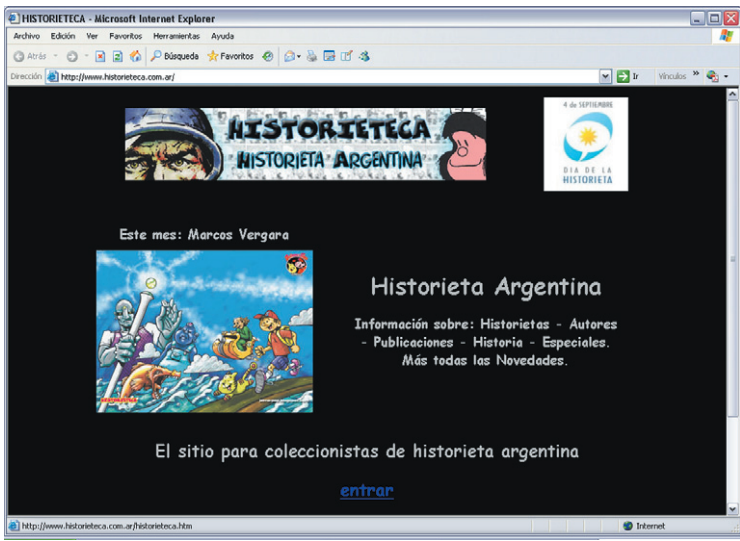 HISTORIETECA - Microsoft Internet Explorer
Archivo Edición Ver Favoritos Herramientas Ayuda
Atrás Búsqueda Favoritos
Dirección http://www.historieteca.com.ar/ Ir Vínculos »
HISTORIETECA
HISTORIETA ARGENTINA
4 de SEPTIEMBRE
DIA DE LA
HISTORIETA
Este mes: Marcos Vergara
Historieta Argentina
Información sobre: Historietas - Autores
- Publicaciones - Historia - Especiales.
Más todas las Novedades.
El sitio para coleccionistas de historieta argentina
entrar
http://www.historieteca.com.ar/historieteca.htm Internet